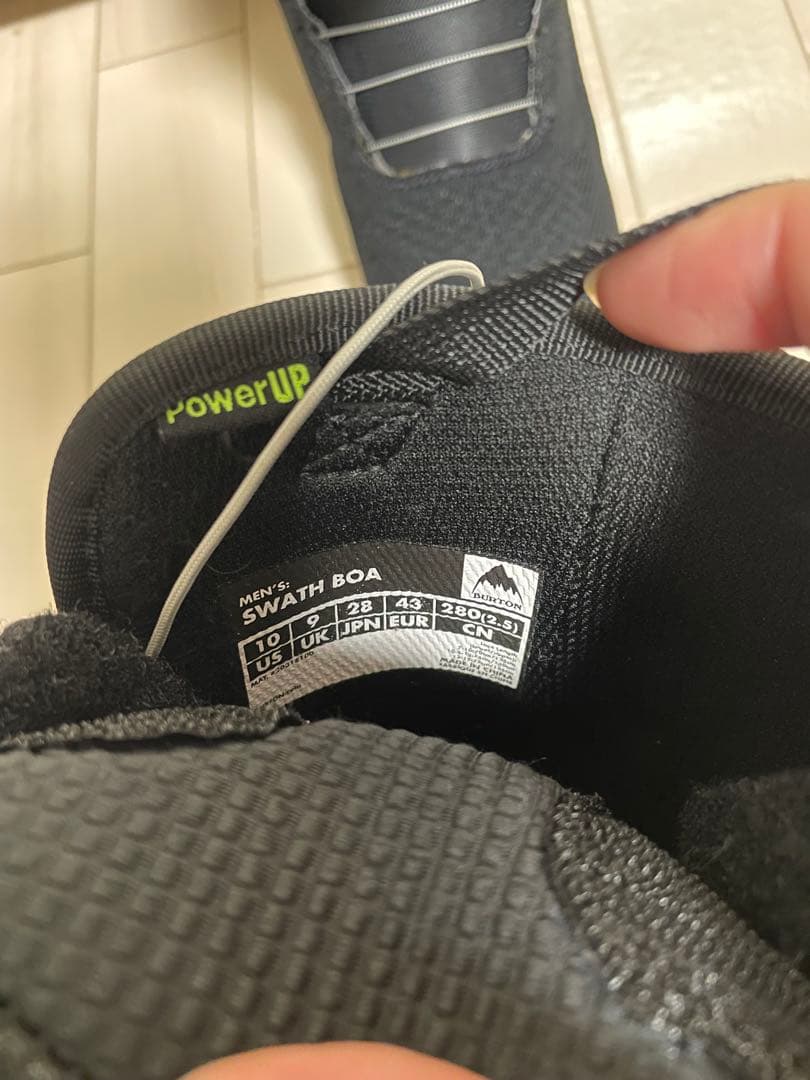 PowerUP
MEN'S:
SWATH BOA
BURTON
10 9 28 43 280(2.5)
US UK JPN EUR CN
MADE IN CHINA